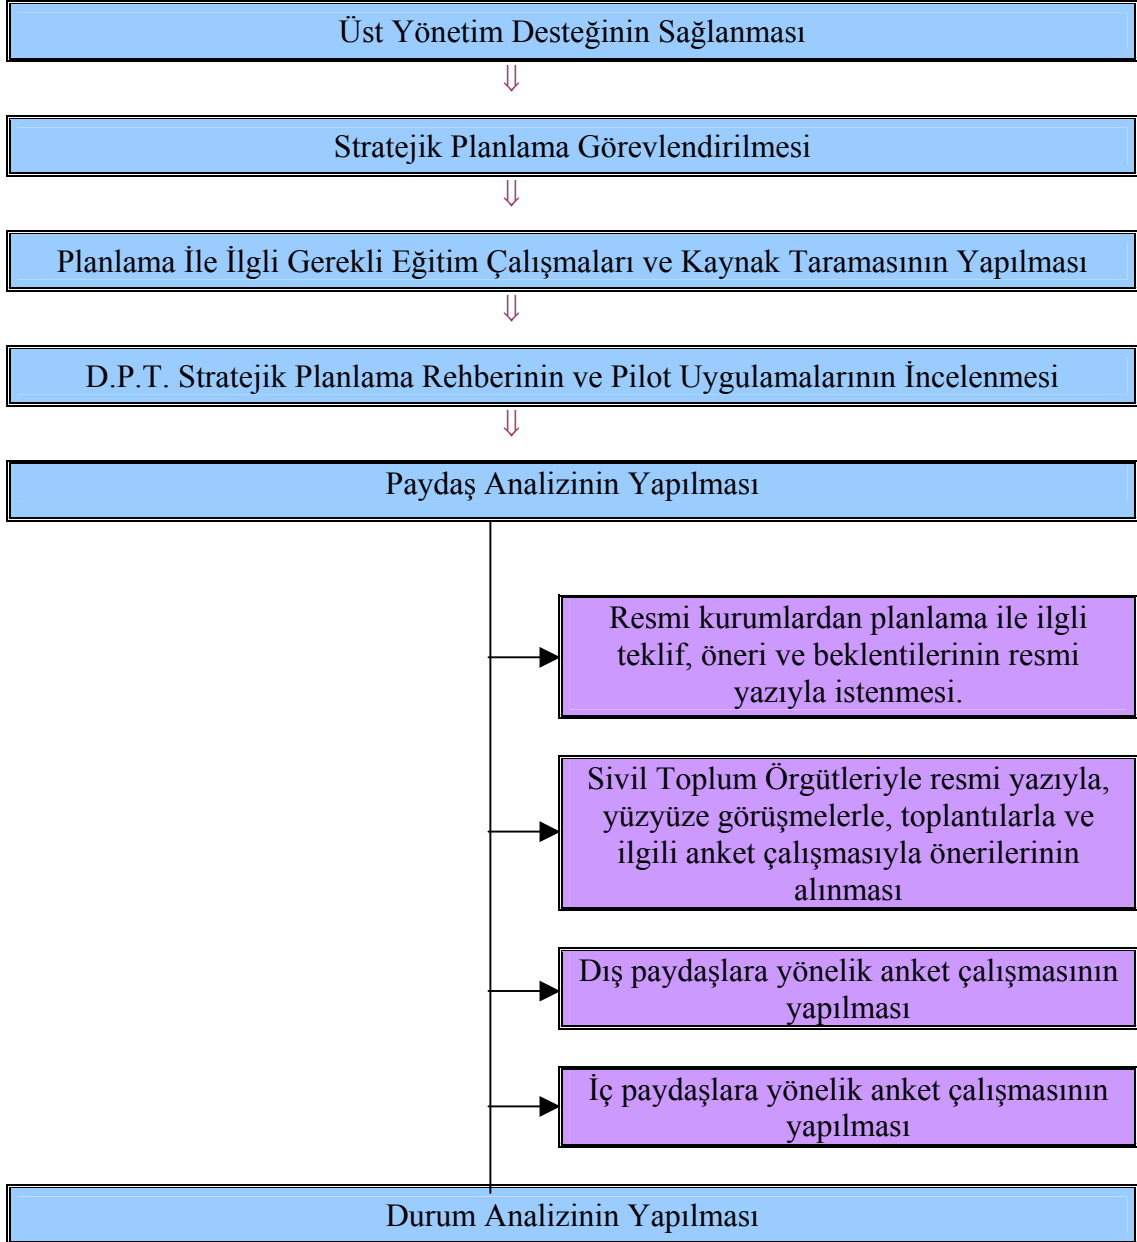 Üst Yönetim Desteğinin Sağlanması
⇓
Stratejik Planlama Görevlendirilmesi
⇓
Planlama İle İlgli Gerekli Eğitim Çalışmaları ve Kaynak Taramasının Yapılması
⇓
D.P.T. Stratejik Planlama Rehberinin ve Pilot Uygulamalarının İncelenmesi
⇓
Paydaş Analizinin Yapılması
Resmi kurumlardan planlama ile ilgli
teklif, öneri ve beklentilerinin resmi
yazıyla istenmesi.
Sivil Toplum Örgütleriyle resmi yazıyla,
yüzyüze görüşmelerle, toplantılarla ve
ilgili anket çalışmasıyla önerilerinin
alınması
Dış paydaşlara yönelik anket çalışmasının
yapılması
İç paydaşlara yönelik anket çalışmasının
yapılması
Durum Analizinin Yapılması